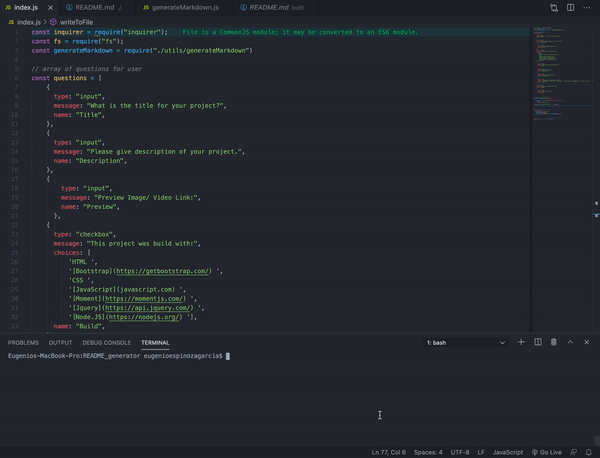 index.js × README.md ./ generateMarkdown.js README.md built
index.js > writeToFile
1 const inquirer = require("inquirer"); File is a CommonJS module; it may be converted to an ES6 module.
2 const fs = require("fs");
3 const generateMarkdown = require("./utils/generateMarkdown")
4
5 // array of questions for user
6 const questions = [
7 {
8 type: "input",
9 message: "What is the title for your project?",
10 name: "Title",
11 },
12 {
13 type: "input",
14 message: "Please give description of your project.",
15 name: "Description",
16 },
17 {
18 type: "input",
19 message: "Preview Image/ Video Link:",
20 name: "Preview",
21 },
22 {
23 type: "checkbox",
24 message: "This project was build with:",
25 choices: [
26 'HTML ',
27 '[Bootstrap](https://getbootstrap.com/) ',
28 'CSS ',
29 '[JavaScript](javascript.com) ',
30 '[Moment](https://momentjs.com/) ',
31 '[Jquery](https://api.jquery.com/) ',
32 '[Node.JS](https://nodejs.org/) '],
33 name: "Build",
PROBLEMS OUTPUT DEBUG CONSOLE TERMINAL 1: bash
Eugenios-MacBook-Pro:README_generator eugenioespinozagarcia$
Ln 77, Col 6 Spaces: 4 UTF-8 LF JavaScript Go Live